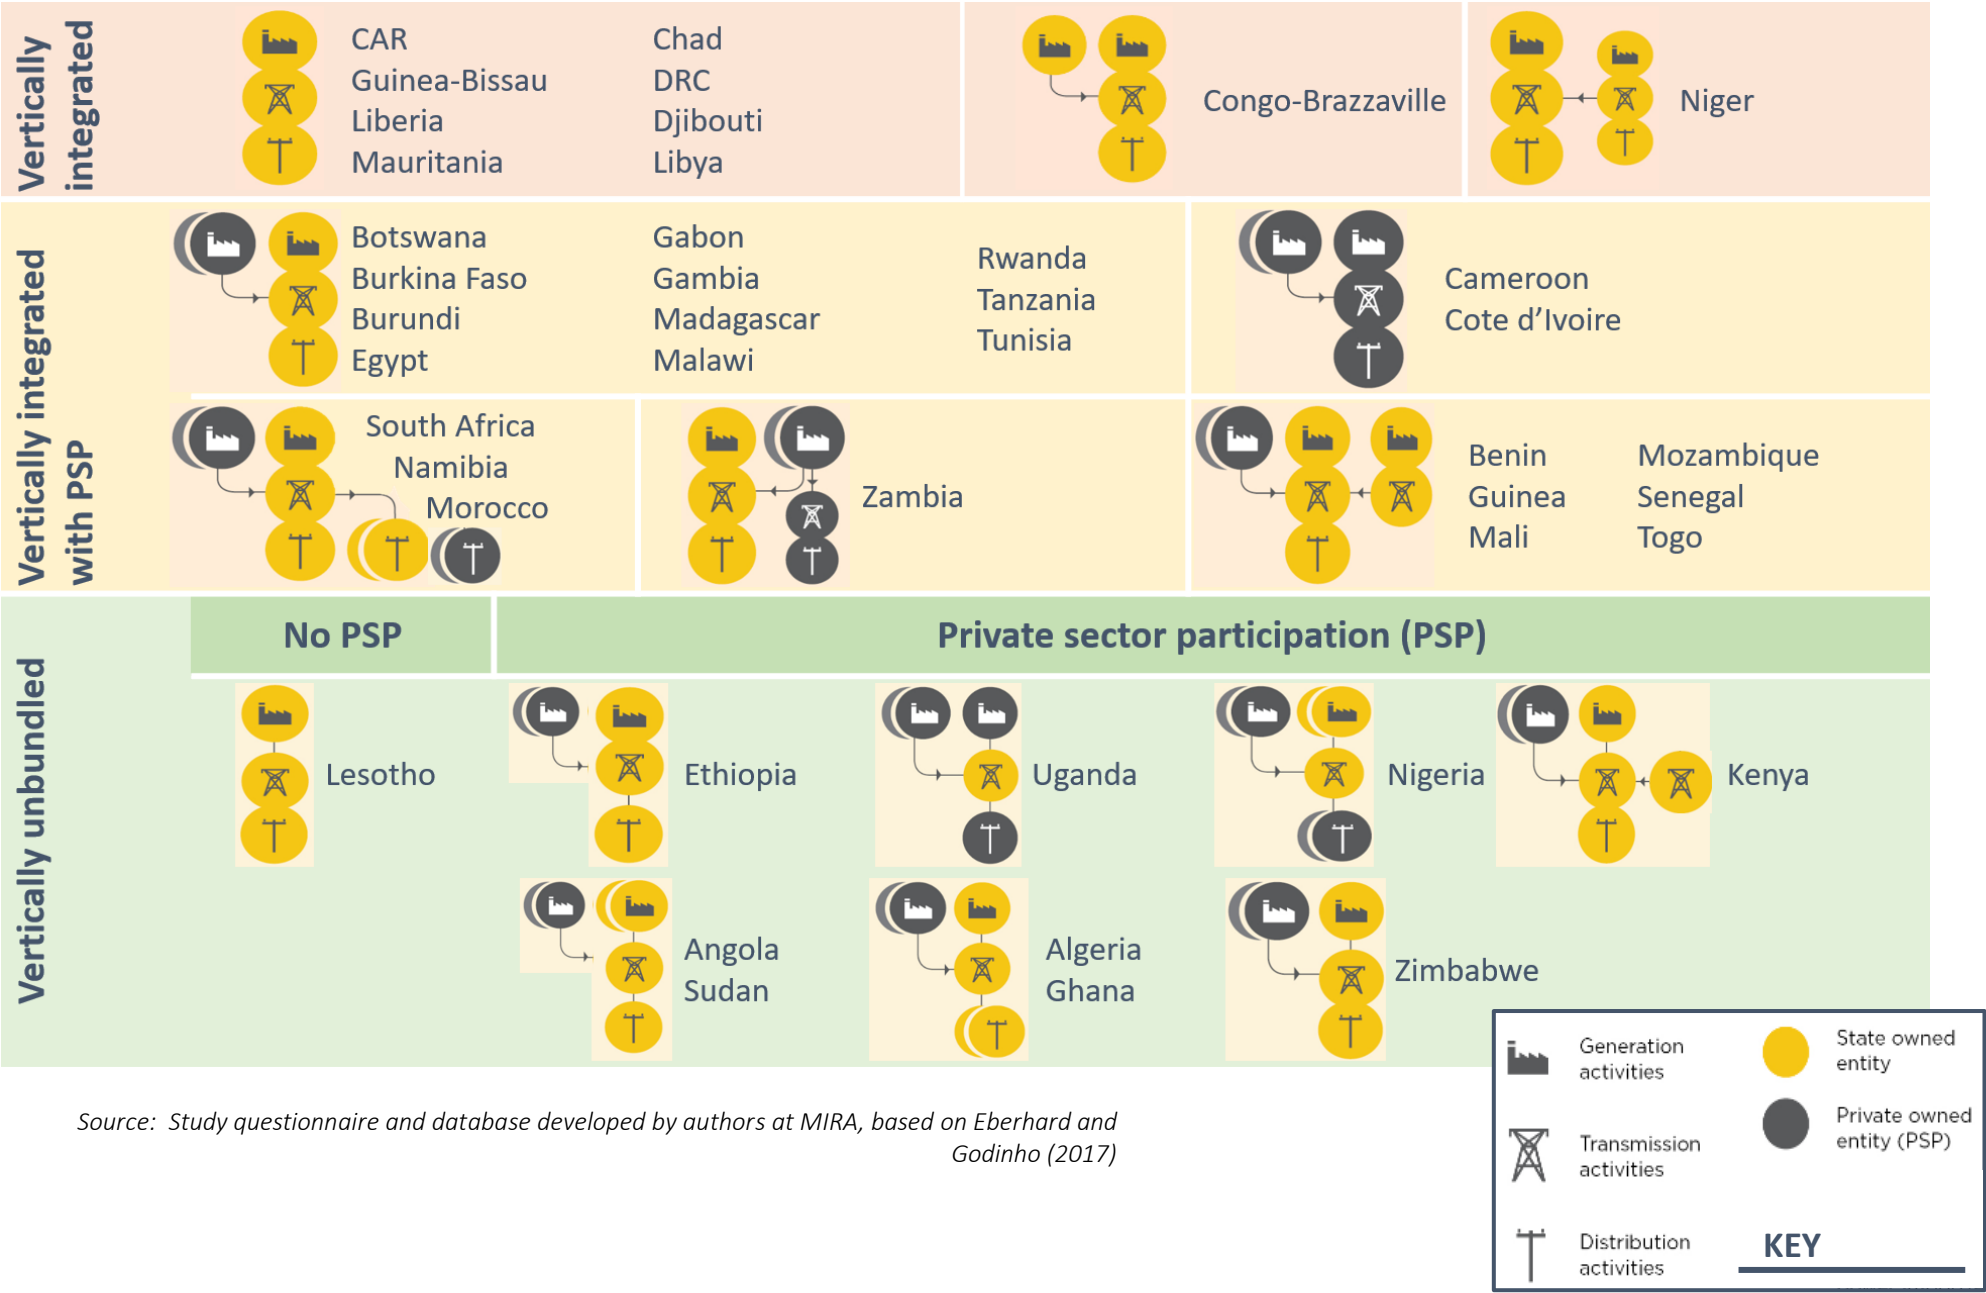 Vertically
integrated
CAR
Guinea-Bissau
Liberia
Mauritania
Chad
DRC
Djibouti
Libya
Congo-Brazzaville
Niger
Vertically integrated
with PSP
Botswana
Burkina Faso
Burundi
Egypt
Gabon
Gambia
Madagascar
Malawi
Rwanda
Tanzania
Tunisia
Cameroon
Cote d’Ivoire
South Africa
Namibia
Morocco
Zambia
Benin
Guinea
Mali
Mozambique
Senegal
Togo
Vertically unbundled
No PSP
Private sector participation (PSP)
Lesotho
Ethiopia
Uganda
Nigeria
Kenya
Angola
Sudan
Algeria
Ghana
Zimbabwe
Generation
activities
State owned
entity
Private owned
entity (PSP)
Transmission
activities
Distribution
activities
KEY
Source:  Study questionnaire and database developed by authors at MIRA, based on Eberhard and
Godinho (2017)